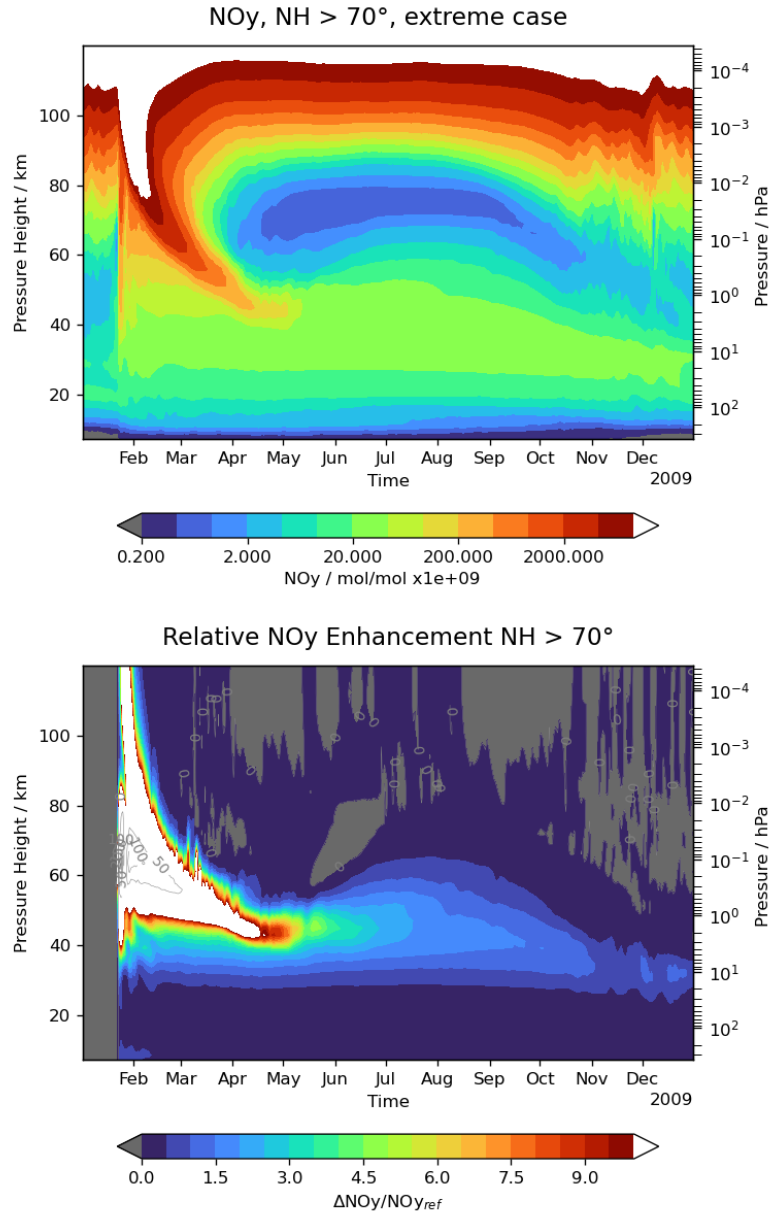 NOy, NH > 70°, extreme case
Pressure Height / km
100
80
60
40
20
10⁻⁴
10⁻³
10⁻²
10⁻¹
10⁰
10¹
10²
Pressure / hPa
Feb Mar Apr May Jun Jul Aug Sep Oct Nov Dec
Time
2009
0.200 2.000 20.000 200.000 2000.000
NOy / mol/mol x1e+09
Relative NOy Enhancement NH > 70°
Pressure Height / km
100
80
60
40
20
10⁻⁴
10⁻³
10⁻²
10⁻¹
10⁰
10¹
10²
Pressure / hPa
0
50
Feb Mar Apr May Jun Jul Aug Sep Oct Nov Dec
Time
2009
0.0 1.5 3.0 4.5 6.0 7.5 9.0
ΔNOy/NOy_ref